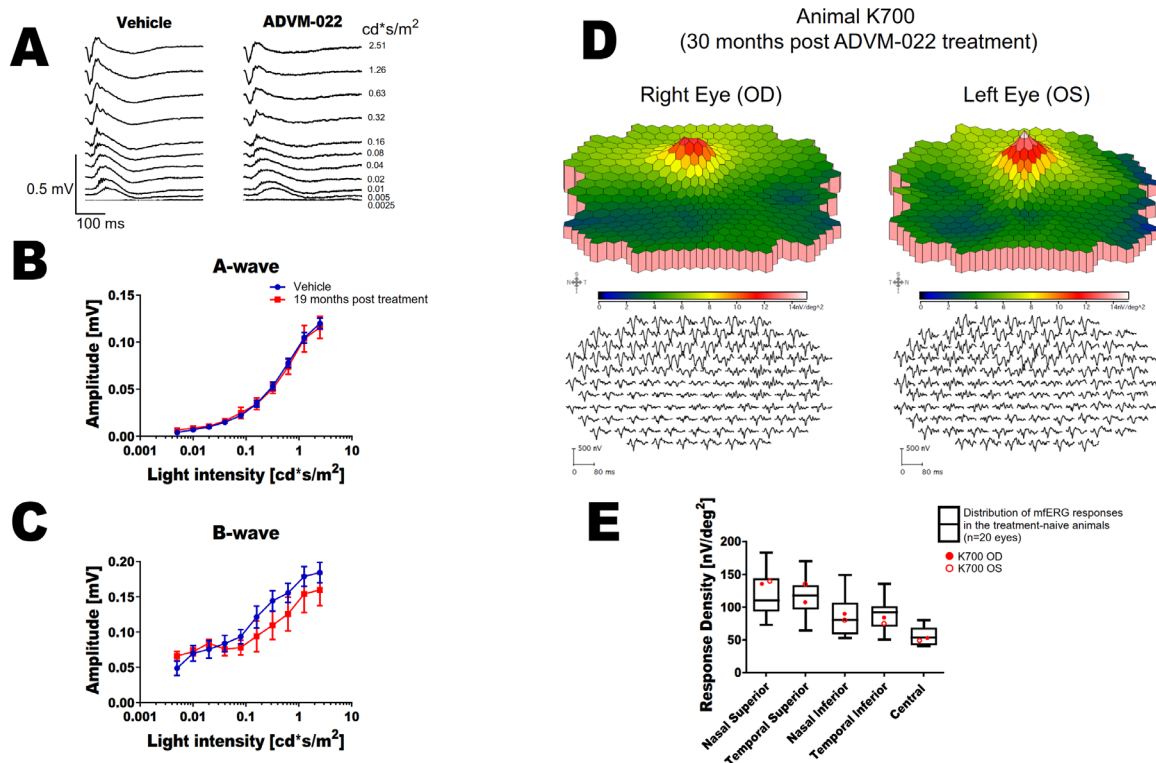 A
Vehicle
ADVM-022
cd*s/m²
2.51
1.26
0.63
0.32
0.16
0.08
0.04
0.02
0.01
0.005
0.0025
0.5 mV
100 ms
B
A-wave
Vehicle
19 months post treatment
Amplitude [mV]
0.15
0.10
0.05
0.00
0.001
0.01
0.1
1
10
Light intensity [cd*s/m²]
C
B-wave
Amplitude [mV]
0.20
0.15
0.10
0.05
0.00
0.001
0.01
0.1
1
10
Light intensity [cd*s/m²]
D
Animal K700
(30 months post ADVM-022 treatment)
Right Eye (OD)
Left Eye (OS)
N T
0 2 4 6 8 10 12 14nV/deg^2
0 2 4 6 8 10 12 14nV/deg^2
500 nV
0 80 ms
500 nV
0 80 ms
E
Distribution of mfERG responses
in the treatment-naive animals
(n=20 eyes)
K700 OD
K700 OS
Response Density [nV/deg²]
200
150
100
50
0
Nasal Superior
Temporal Superior
Nasal Inferior
Temporal Inferior
Central